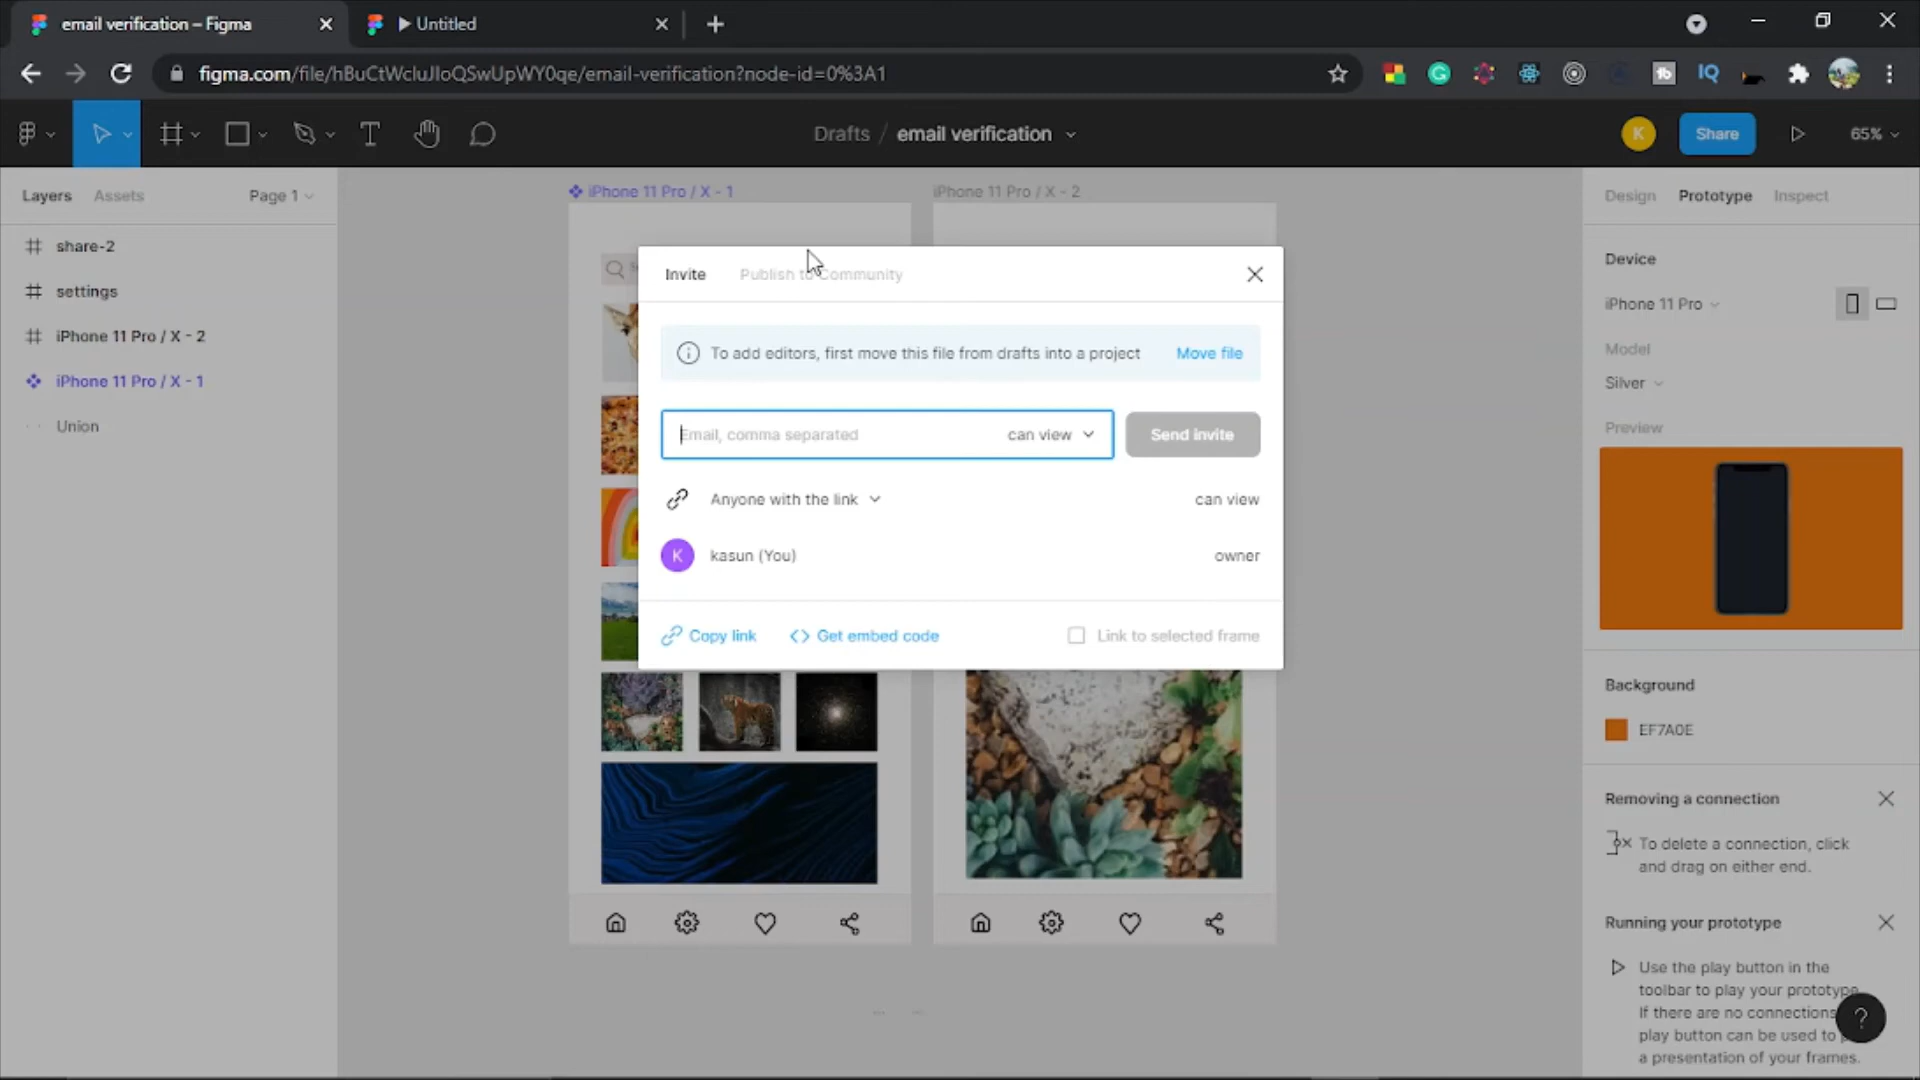 email verification – Figma
Untitled
figma.com/file/hBuCtWcluJIoQSwUpWY0qe/email-verification?node-id=0%3A1
Drafts / email verification
K
Share
65%
Layers
Assets
Page 1
share-2
settings
iPhone 11 Pro / X - 2
iPhone 11 Pro / X - 1
Union
iPhone 11 Pro / X - 1
iPhone 11 Pro / X - 2
Invite
Publish to Community
To add editors, first move this file from drafts into a project
Move file
Email, comma separated
can view
Send invite
Anyone with the link
can view
K
kasun (You)
owner
Copy link
Get embed code
Link to selected frame
Design
Prototype
Inspect
Device
iPhone 11 Pro
Model
Silver
Preview
Background
EF7A0E
Removing a connection
To delete a connection, click
and drag on either end.
Running your prototype
Use the play button in the
toolbar to play your prototype.
If there are no connections
play button can be used to
a presentation of your frames.
?